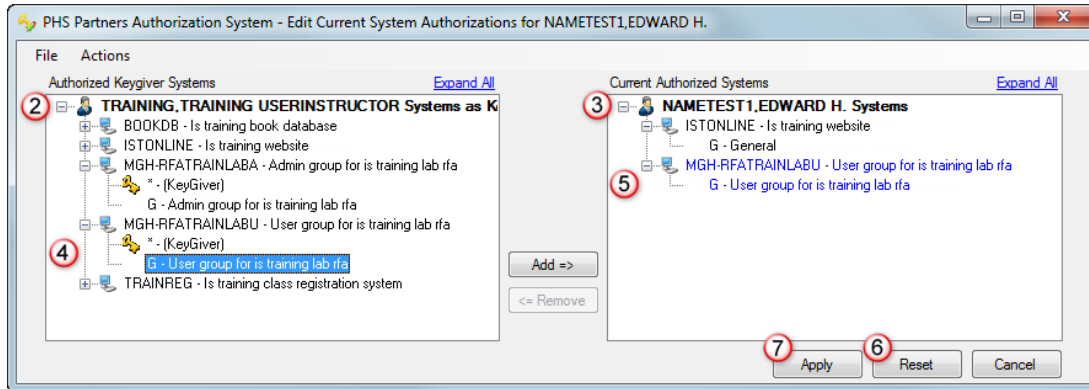 PHS Partners Authorization System - Edit Current System Authorizations for NAMETEST1,EDWARD H.
File Actions
Authorized Keygiver Systems Expand All
2 TRAINING,TRAINING USERINSTRUCTOR Systems as K
BOOKDB - Is training book database
ISTONLINE - Is training website
MGH-RFATRAINLABA - Admin group for is training lab rfa
* - (KeyGiver)
G - Admin group for is training lab rfa
MGH-RFATRAINLABU - User group for is training lab rfa
4 * - (KeyGiver)
G - User group for is training lab rfa
TRAINREG - Is training class registration system
Add =>
<= Remove
Current Authorized Systems Expand All
3 NAMETEST1,EDWARD H. Systems
ISTONLINE - Is training website
G - General
MGH-RFATRAINLABU - User group for is training lab rfa
5 G - User group for is training lab rfa
7 Apply 6 Reset Cancel